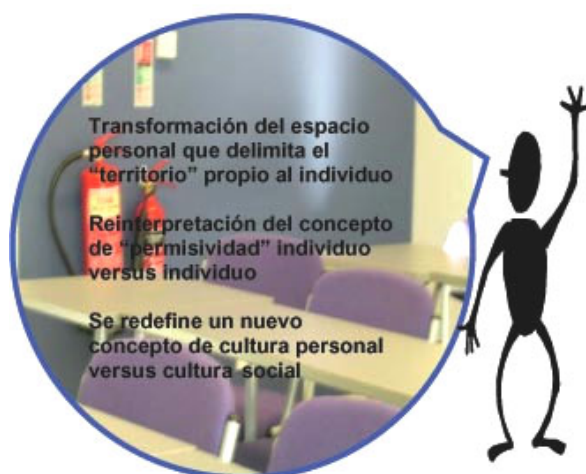 Transformación del espacio
personal que delimita el
“territorio” propio al individuo
Reinterpretación del concepto
de “permisividad” individuo
versus individuo
Se redefine un nuevo
concepto de cultura personal
versus cultura social